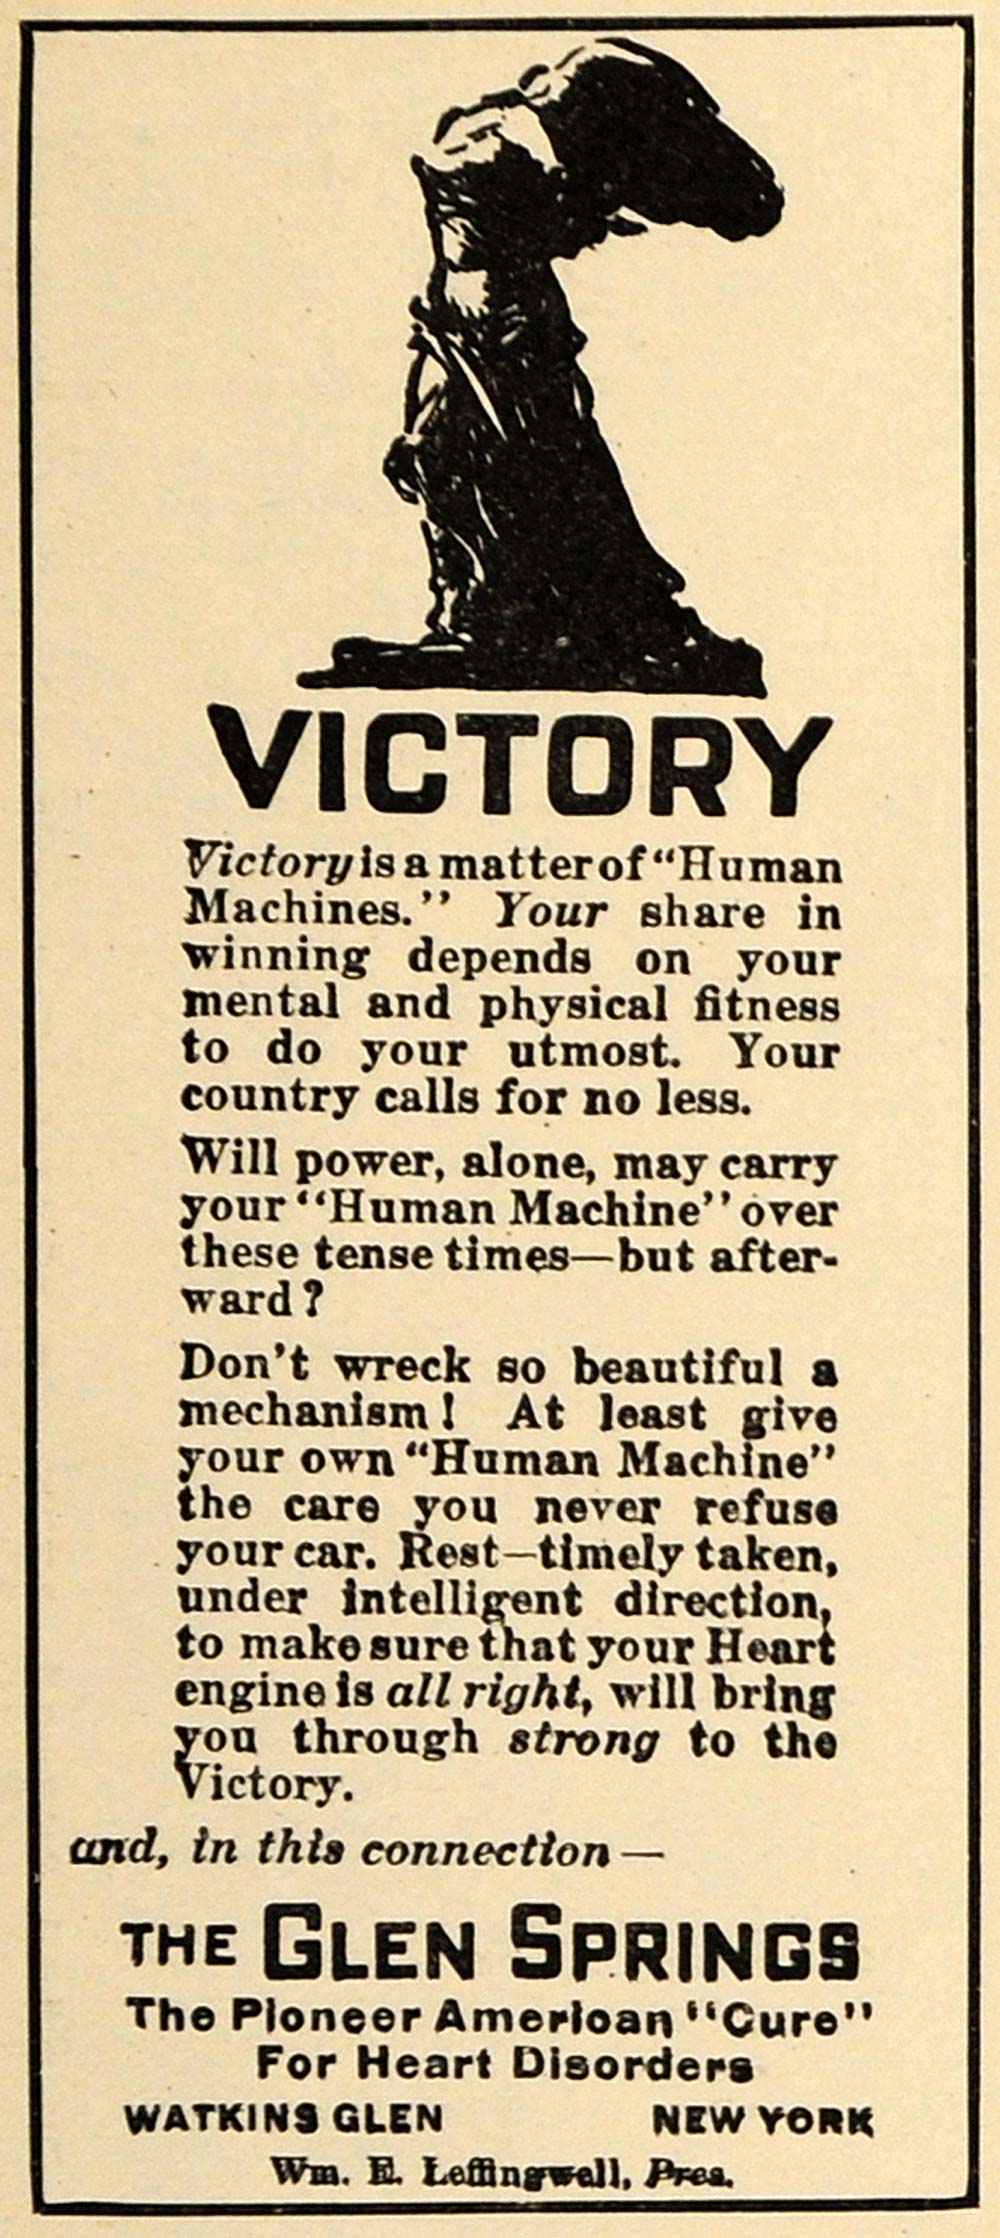 VICTORY
Victory is a matter of "Human
Machines." Your share in
winning depends on your
mental and physical fitness
to do your utmost. Your
country calls for no less.
Will power, alone, may carry
your "Human Machine" over
these tense times—but after-
ward?
Don't wreck so beautiful a
mechanism! At least give
your own "Human Machine"
the care you never refuse
your car. Rest—timely taken,
under intelligent direction,
to make sure that your Heart
engine is all right, will bring
you through strong to the
Victory.
and, in this connection—
THE GLEN SPRINGS
The Pioneer American "Cure"
For Heart Disorders
WATKINS GLEN NEW YORK
Wm. E. Leffingwell, Pres.